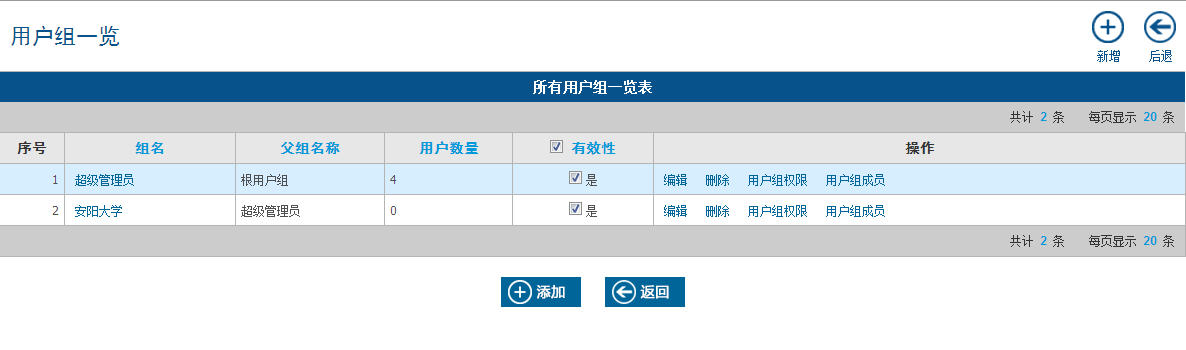 用户组一览
新增 后退
所有用户组一览表
共计 2 条 每页显示 20 条
序号 组名 父组名称 用户数量 有效性 操作
1 超级管理员 根用户组 4 是 编辑 删除 用户组权限 用户组成员
2 安阳大学 超级管理员 0 是 编辑 删除 用户组权限 用户组成员
共计 2 条 每页显示 20 条
添加 返回